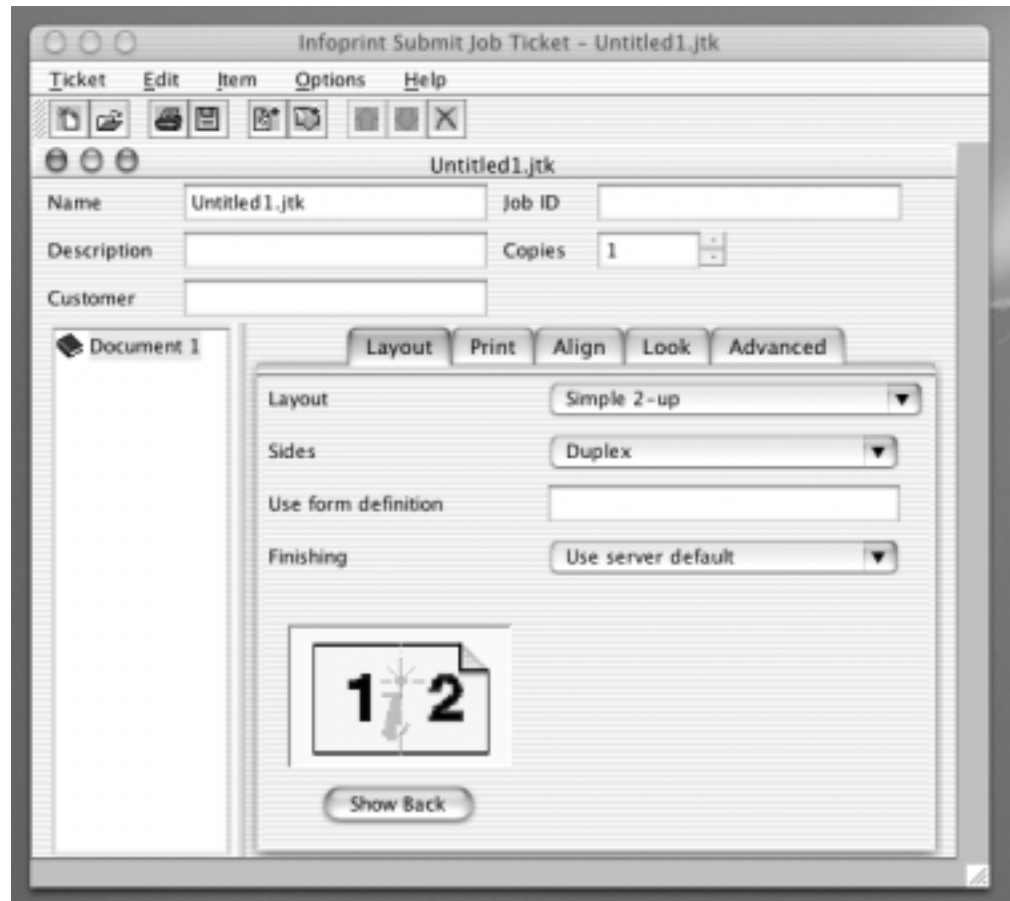 Infoprint Submit Job Ticket – Untitled1.jtk
Ticket Edit Item Options Help
Untitled1.jtk
Name Untitled1.jtk Job ID
Description Copies 1
Customer
Document 1
Layout Print Align Look Advanced
Layout Simple 2-up
Sides Duplex
Use form definition
Finishing Use server default
1 i 2
Show Back